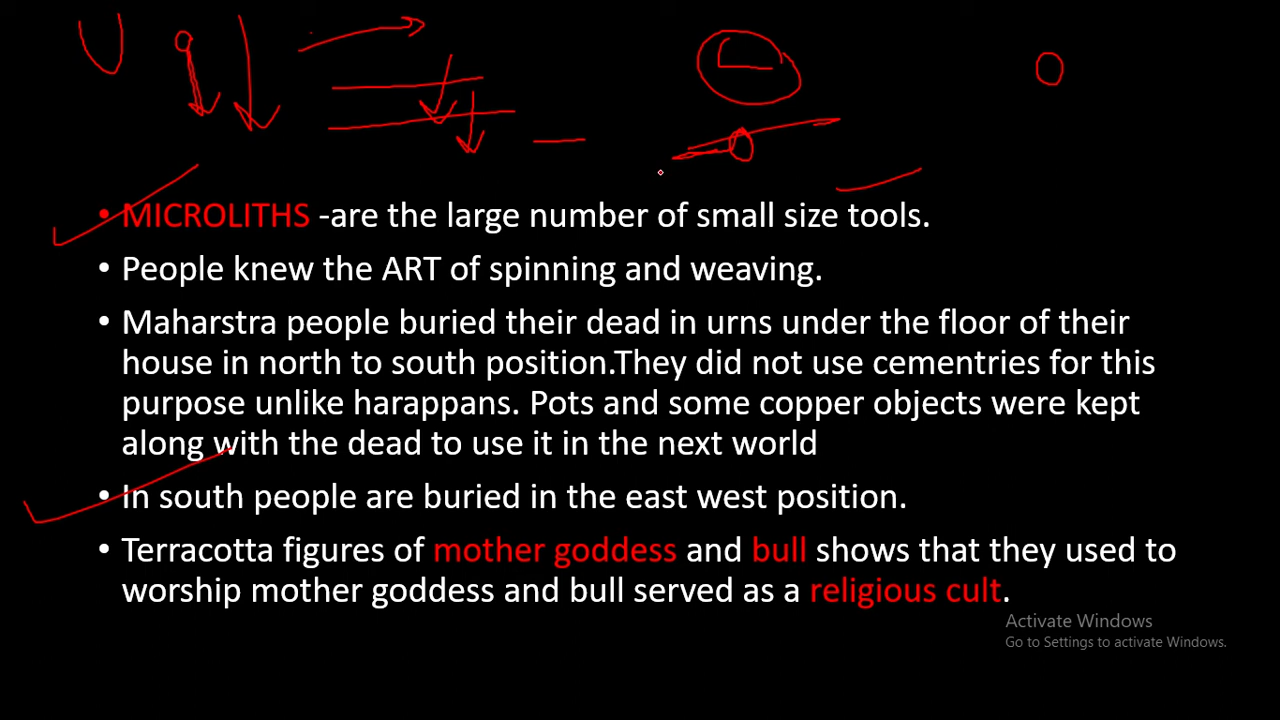 • MICROLITHS -are the large number of small size tools.
• People knew the ART of spinning and weaving.
• Maharstra people buried their dead in urns under the floor of their
house in north to south position.They did not use cementries for this
purpose unlike harappans. Pots and some copper objects were kept
along with the dead to use it in the next world
• In south people are buried in the east west position.
• Terracotta figures of mother goddess and bull shows that they used to
worship mother goddess and bull served as a religious cult.
Activate Windows
Go to Settings to activate Windows.